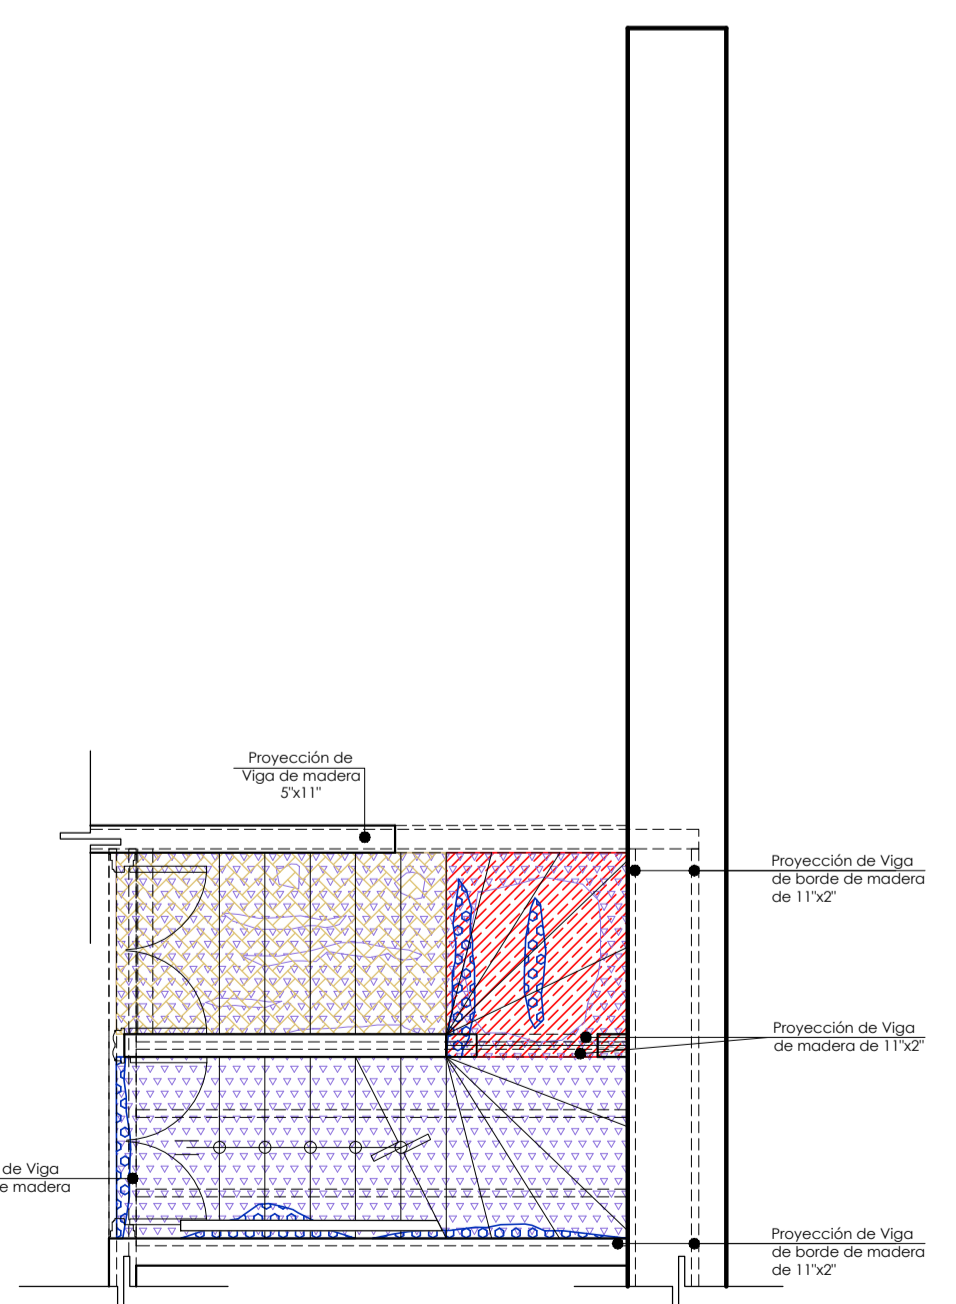 Proyección de
Viga de madera
5"x11"
Proyección de Viga
de borde de madera
de 11"x2"
Proyección de Viga
de madera de 11"x2"
de Viga
e madera
Proyección de Viga
de borde de madera
de 11"x2"